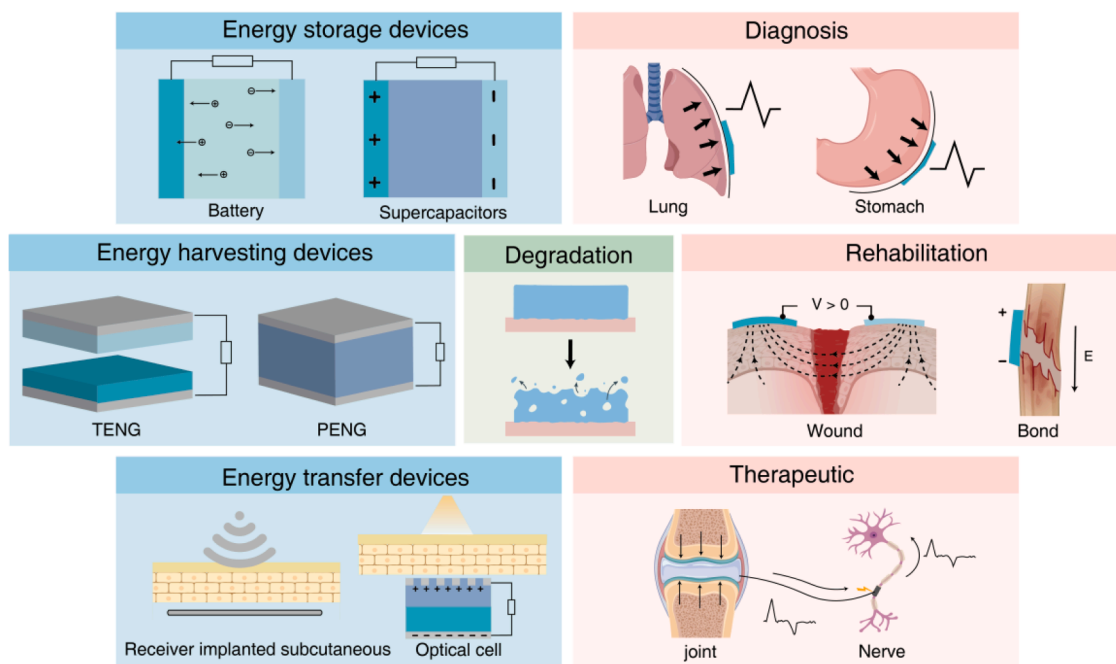 Energy storage devices
Battery
Supercapacitors
Diagnosis
Lung
Stomach
Energy harvesting devices
TENG
PENG
Degradation
Rehabilitation
V > 0
Wound
+
−
E
Bond
Energy transfer devices
Receiver implanted subcutaneous
Optical cell
Therapeutic
joint
Nerve